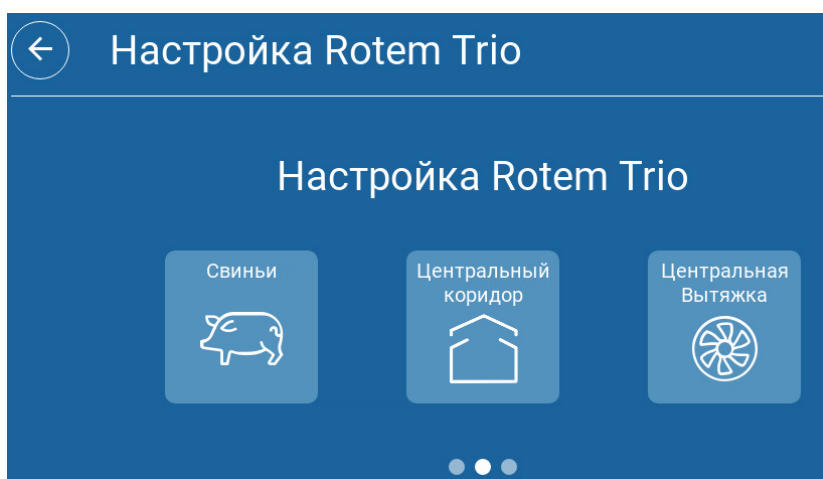 Настройка Rotem Trio
Настройка Rotem Trio
Свиньи
Центральный
коридор
Центральная
Вытяжка